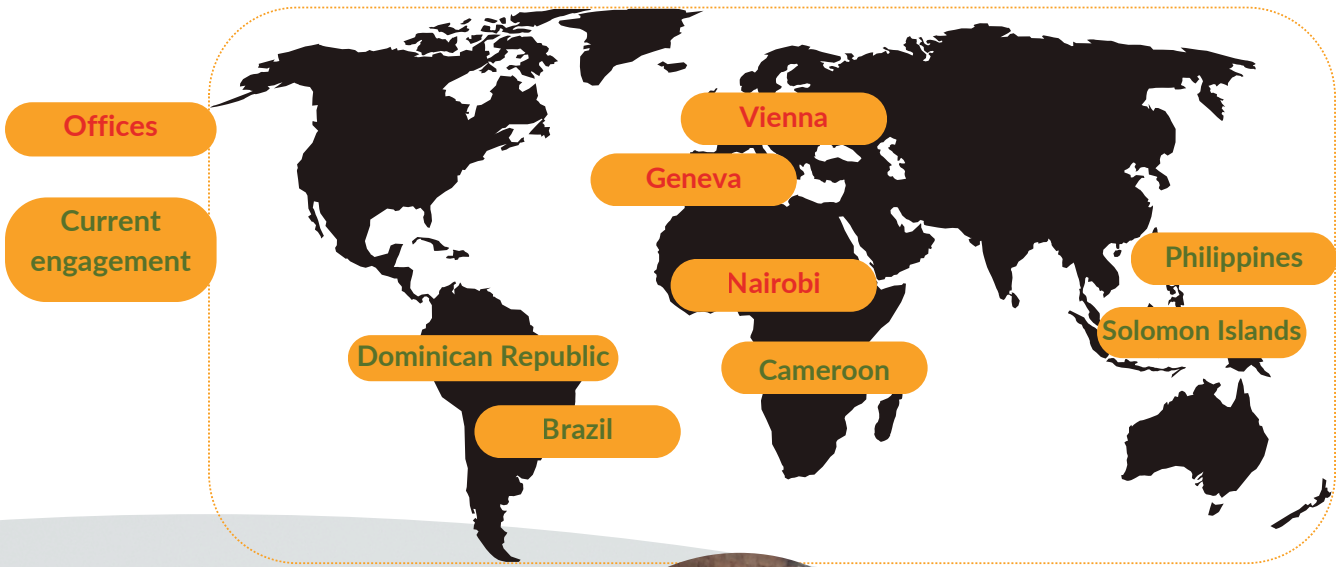 Offices
Current
engagement
Vienna
Geneva
Nairobi
Philippines
Solomon Islands
Dominican Republic
Cameroon
Brazil